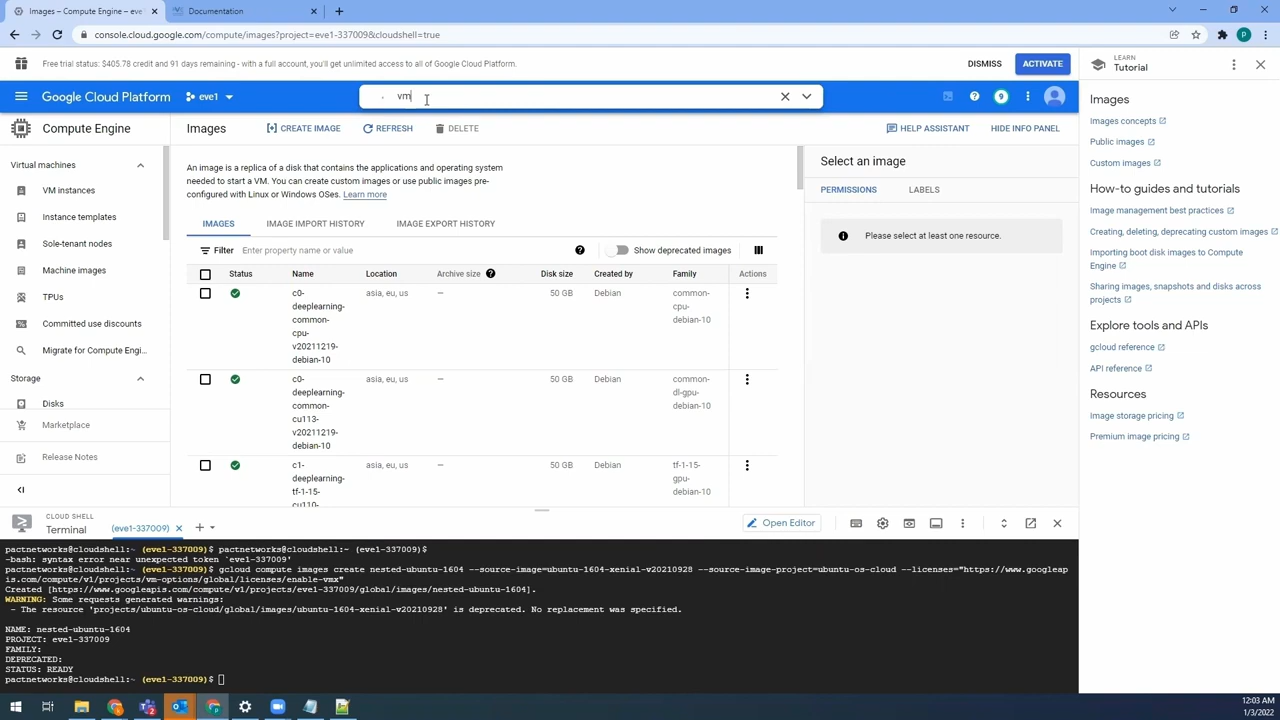 Images – Compute Engine – eve1
Documentation
console.cloud.google.com/compute/images?project=eve1-337009&cloudshell=true
P
Free trial status: $405.78 credit and 91 days remaining - with a full account, you'll get unlimited access to all of Google Cloud Platform.
DISMISS
ACTIVATE
LEARN
Tutorial
Google Cloud Platform
eve1
vm
9
Compute Engine
Images
CREATE IMAGE
REFRESH
DELETE
HELP ASSISTANT
HIDE INFO PANEL
Virtual machines
VM instances
Instance templates
Sole-tenant nodes
Machine images
TPUs
Committed use discounts
Migrate for Compute Engi...
Storage
Disks
Marketplace
Release Notes
An image is a replica of a disk that contains the applications and operating system
needed to start a VM. You can create custom images or use public images pre-
configured with Linux or Windows OSes. Learn more
IMAGES
IMAGE IMPORT HISTORY
IMAGE EXPORT HISTORY
Filter
Enter property name or value
Show deprecated images
Status
Name
Location
Archive size
Disk size
Created by
Family
Actions
c0-
deeplearning-
common-
cpu-
v20211219-
debian-10
asia, eu, us
—
50 GB
Debian
common-
cpu-
debian-10
c0-
deeplearning-
common-
cu113-
v20211219-
debian-10
asia, eu, us
—
50 GB
Debian
common-
dl-gpu-
debian-10
c1-
deeplearning-
tf-1-15-
cu110-
asia, eu, us
—
50 GB
Debian
tf-1-15-
gpu-
debian-10
Select an image
PERMISSIONS
LABELS
Please select at least one resource.
Images
Images concepts
Public images
Custom images
How-to guides and tutorials
Image management best practices
Creating, deleting, deprecating custom images
Importing boot disk images to Compute
Engine
Sharing images, snapshots and disks across
projects
Explore tools and APIs
gcloud reference
API reference
Resources
Image storage pricing
Premium image pricing
CLOUD SHELL
Terminal
(eve1-337009)
Open Editor
pactnetworks@cloudshell:~ (eve1-337009)$ pactnetworks@cloudshell:~ (eve1-337009)$
-bash: syntax error near unexpected token `eve1-337009'
pactnetworks@cloudshell:~ (eve1-337009)$ gcloud compute images create nested-ubuntu-1604 --source-image=ubuntu-1604-xenial-v20210928 --source-image-project=ubuntu-os-cloud --licenses="https://www.googleap
is.com/compute/v1/projects/vm-options/global/licenses/enable-vmx"
Created [https://www.googleapis.com/compute/v1/projects/eve1-337009/global/images/nested-ubuntu-1604].
WARNING: Some requests generated warnings:
- The resource 'projects/ubuntu-os-cloud/global/images/ubuntu-1604-xenial-v20210928' is deprecated. No replacement was specified.
NAME: nested-ubuntu-1604
PROJECT: eve1-337009
FAMILY:
DEPRECATED:
STATUS: READY
pactnetworks@cloudshell:~ (eve1-337009)$
12:03 AM
1/3/2022